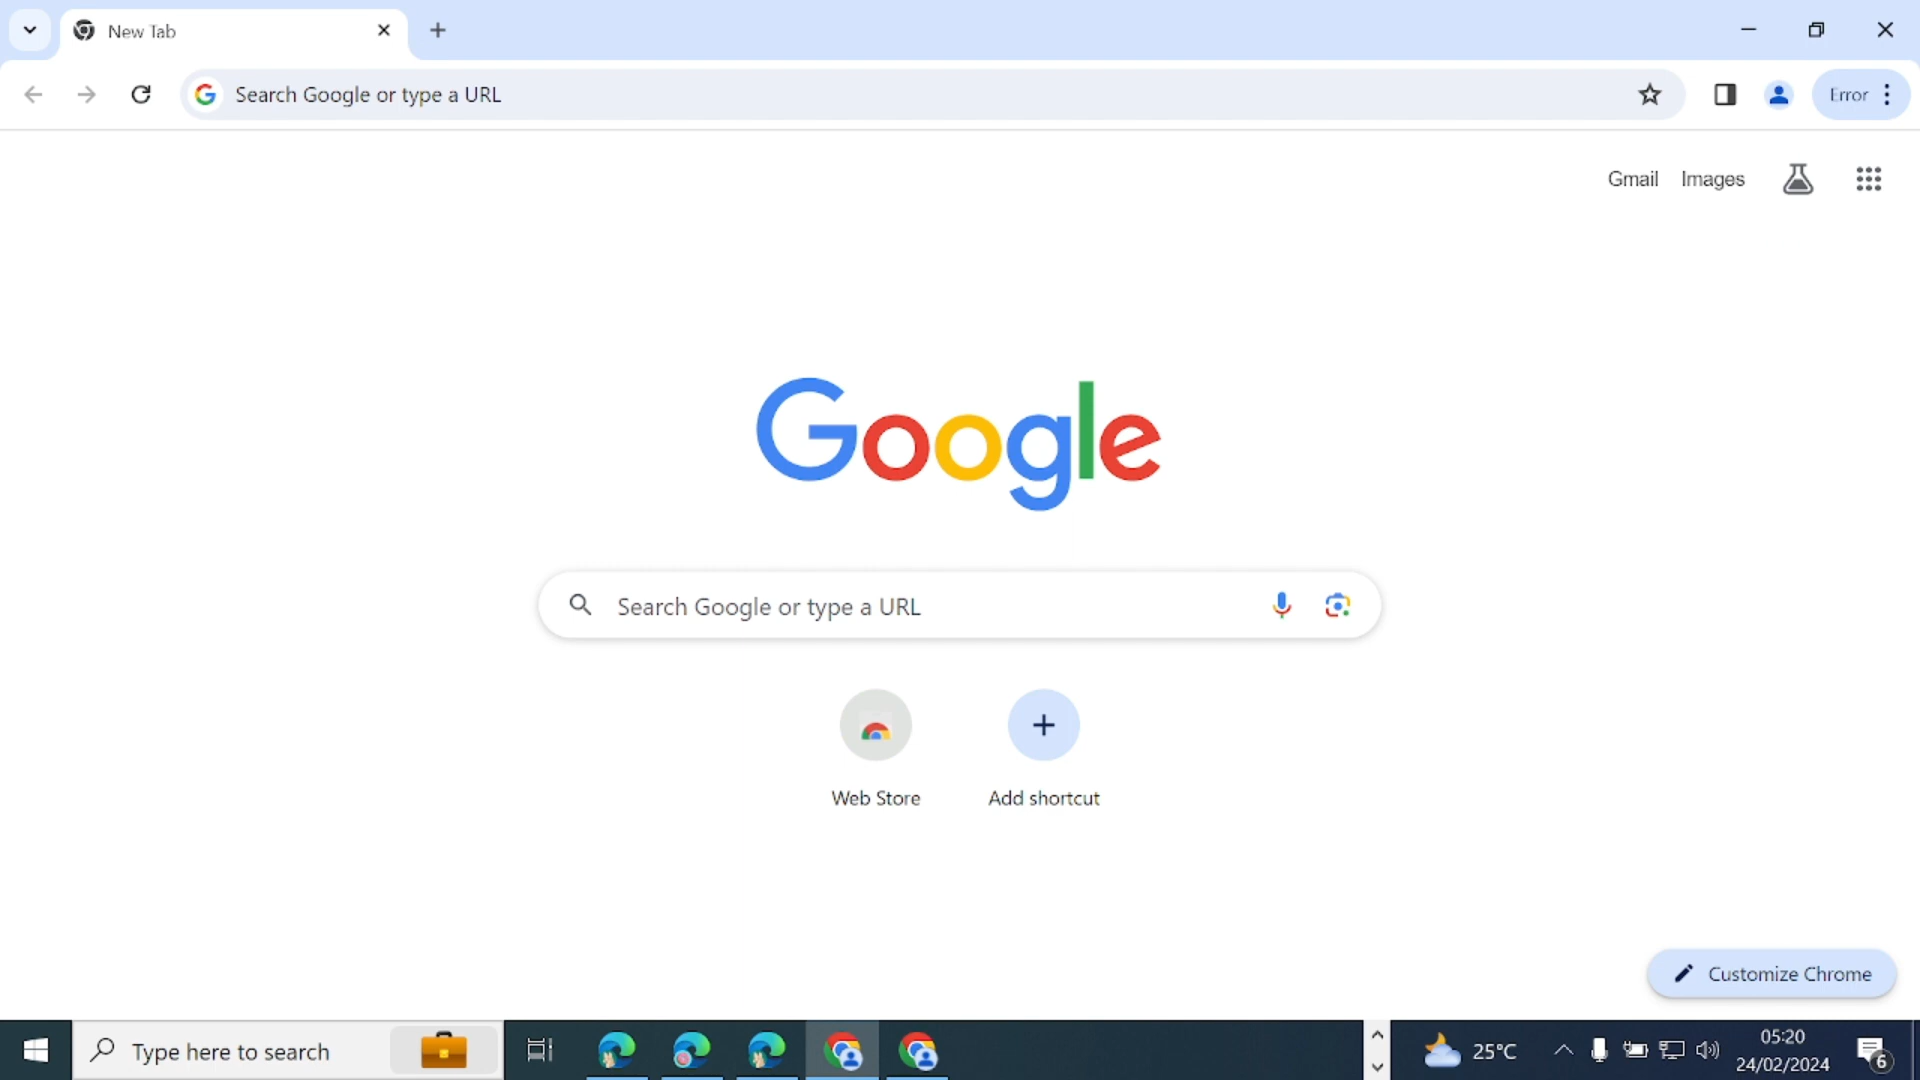 New Tab
Search Google or type a URL
Error
Gmail Images
Google
Search Google or type a URL
Web Store Add shortcut
Customize Chrome
Type here to search
25°C
05:20
24/02/2024
6